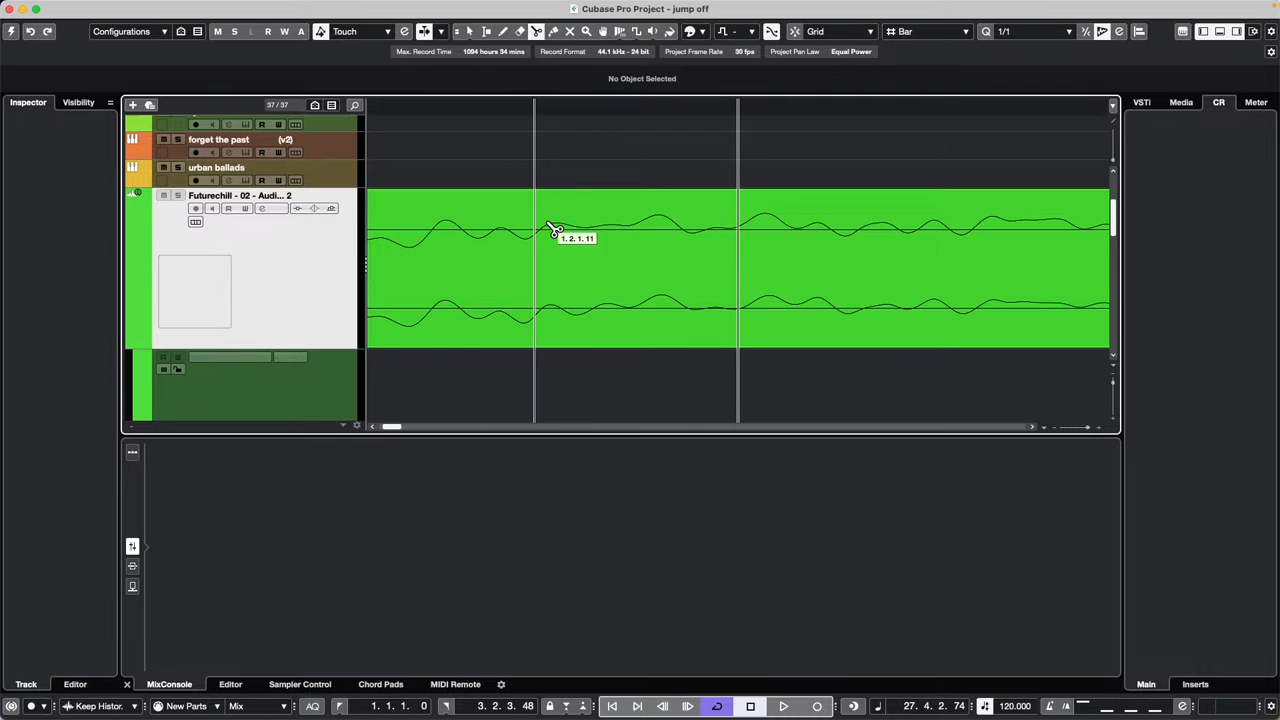 Cubase Pro Project - jump off
Configurations M S L R W A Touch Grid Bar 1/1
Max. Record Time 1094 hours 34 mins Record Format 44.1 kHz - 24 bit Project Frame Rate 30 fps Project Pan Law Equal Power
No Object Selected
Inspector Visibility 37 / 37 VSTi Media CR Meter
forget the past (v2)
urban ballads
Futurechill - 02 - Audi... 2
1. 2. 1. 11
Track Editor MixConsole Editor Sampler Control Chord Pads MIDI Remote Main Inserts
Keep Histor. New Parts Mix AQ 1. 1. 1. 0 3. 2. 3. 48 27. 4. 2. 74 120.000